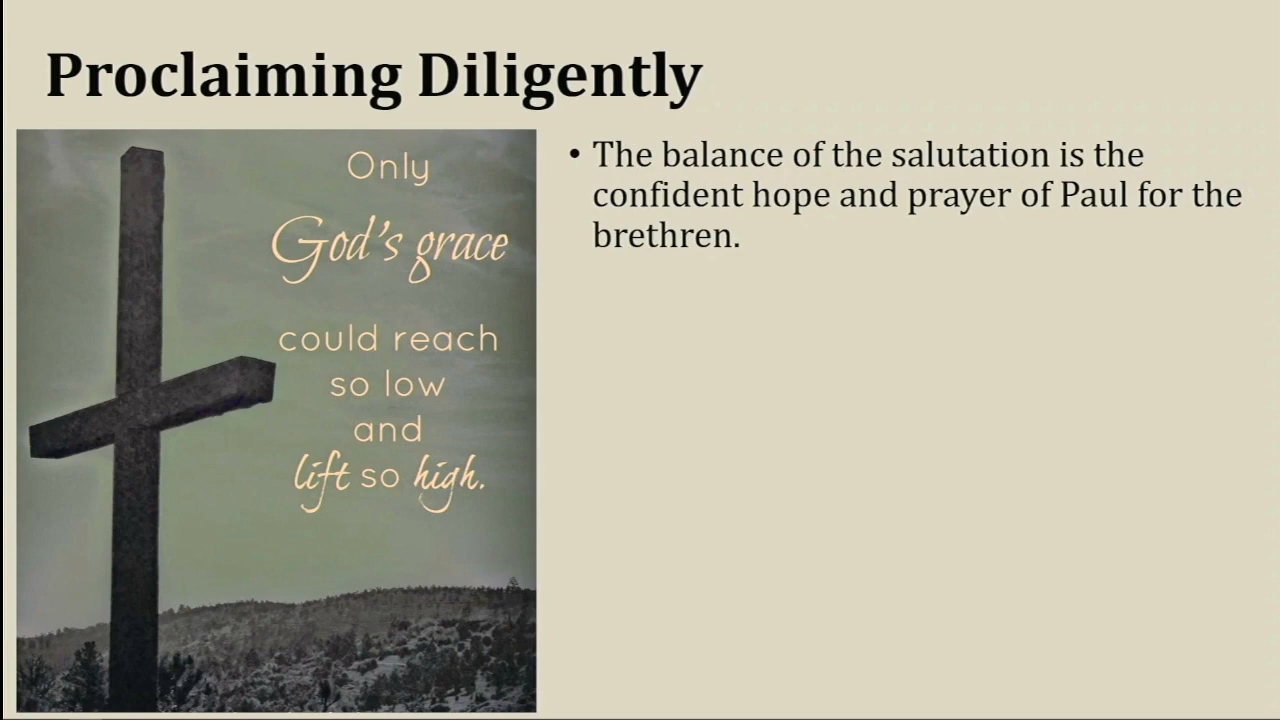 Proclaiming Diligently
Only
God's grace
could reach
so low
and
lift so high.
• The balance of the salutation is the
confident hope and prayer of Paul for the
brethren.